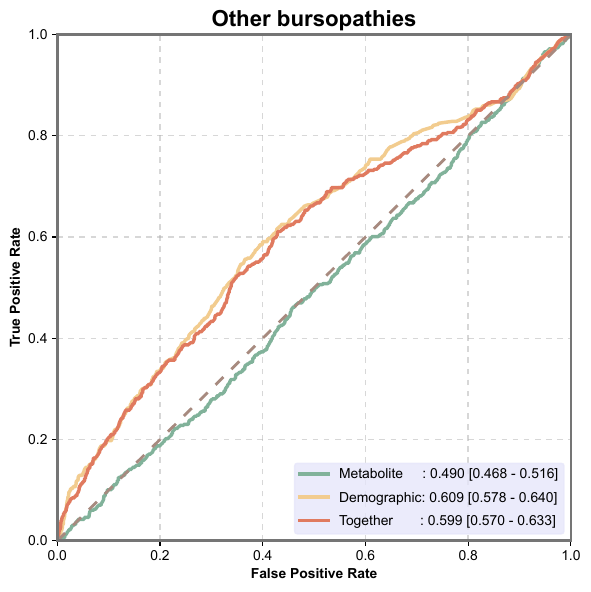 Other bursopathies
1.0
0.8
0.6
0.4
0.2
0.0
True Positive Rate
Metabolite : 0.490 [0.468 - 0.516]
Demographic: 0.609 [0.578 - 0.640]
Together : 0.599 [0.570 - 0.633]
0.0 0.2 0.4 0.6 0.8 1.0
False Positive Rate